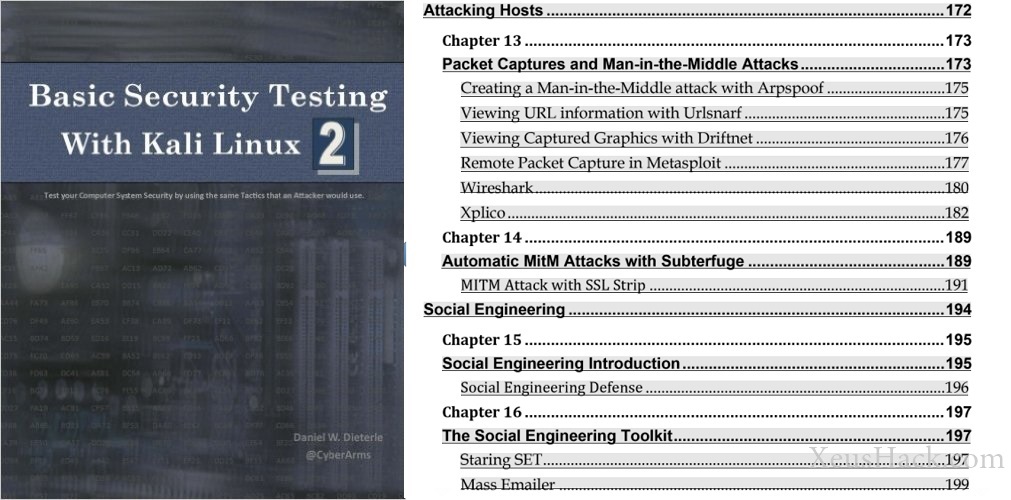 Basic Security Testing
With Kali Linux 2
Test your Computer System Security by using the same Tactics that an Attacker would use.
Daniel W. Dieterle
@CyberArms
Attacking Hosts 172
Chapter 13 173
Packet Captures and Man-in-the-Middle Attacks 173
Creating a Man-in-the-Middle attack with Arpspoof 175
Viewing URL information with Urlsnarf 175
Viewing Captured Graphics with Driftnet 176
Remote Packet Capture in Metasploit 177
Wireshark 180
Xplico 182
Chapter 14 189
Automatic MitM Attacks with Subterfuge 189
MITM Attack with SSL Strip 191
Social Engineering 194
Chapter 15 195
Social Engineering Introduction 195
Social Engineering Defense 196
Chapter 16 197
The Social Engineering Toolkit 197
Staring SET 197
Mass Emailer 199
XeusHack.com